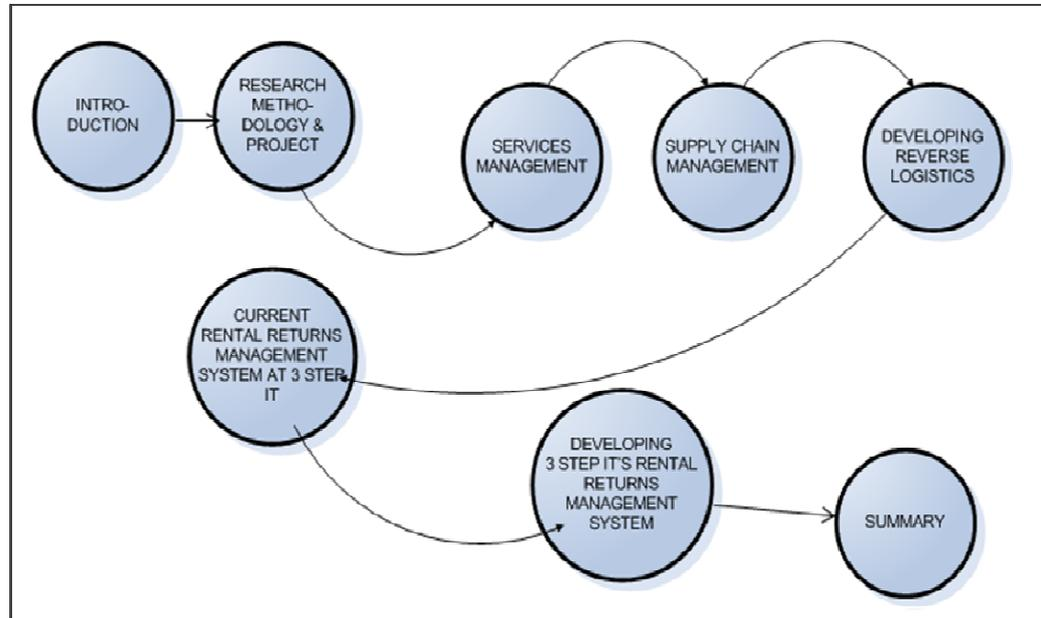 INTRO-
DUCTION
RESEARCH
METHO-
DOLOGY &
PROJECT
SERVICES
MANAGEMENT
SUPPLY CHAIN
MANAGEMENT
DEVELOPING
REVERSE
LOGISTICS
CURRENT
RENTAL RETURNS
MANAGEMENT
SYSTEM AT 3 STEP
IT
DEVELOPING
3 STEP IT'S RENTAL
RETURNS
MANAGEMENT
SYSTEM
SUMMARY